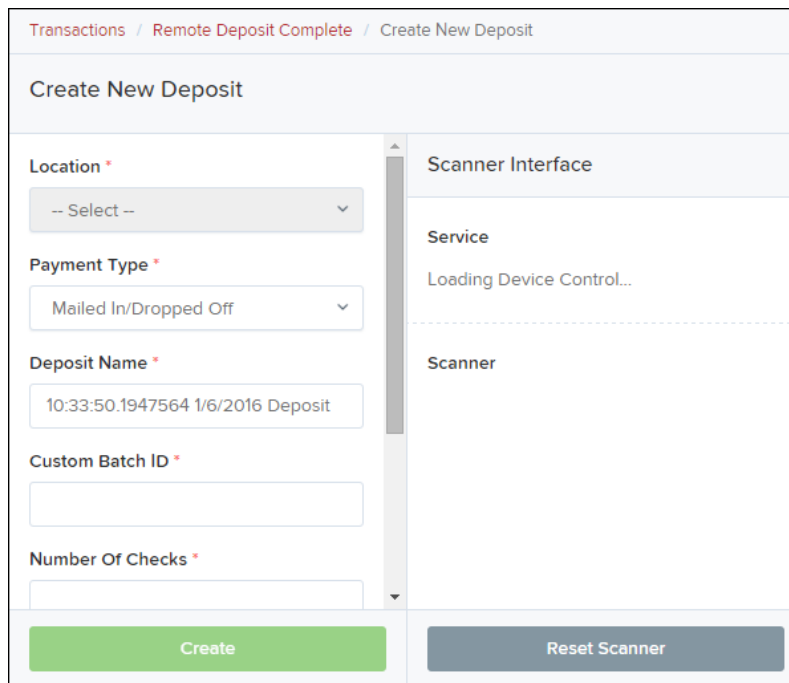 Transactions / Remote Deposit Complete / Create New Deposit
Create New Deposit
Location *
-- Select --
Payment Type *
Mailed In/Dropped Off
Deposit Name *
10:33:50.1947564 1/6/2016 Deposit
Custom Batch ID *
Number Of Checks *
Create
Scanner Interface
Service
Loading Device Control...
Scanner
Reset Scanner